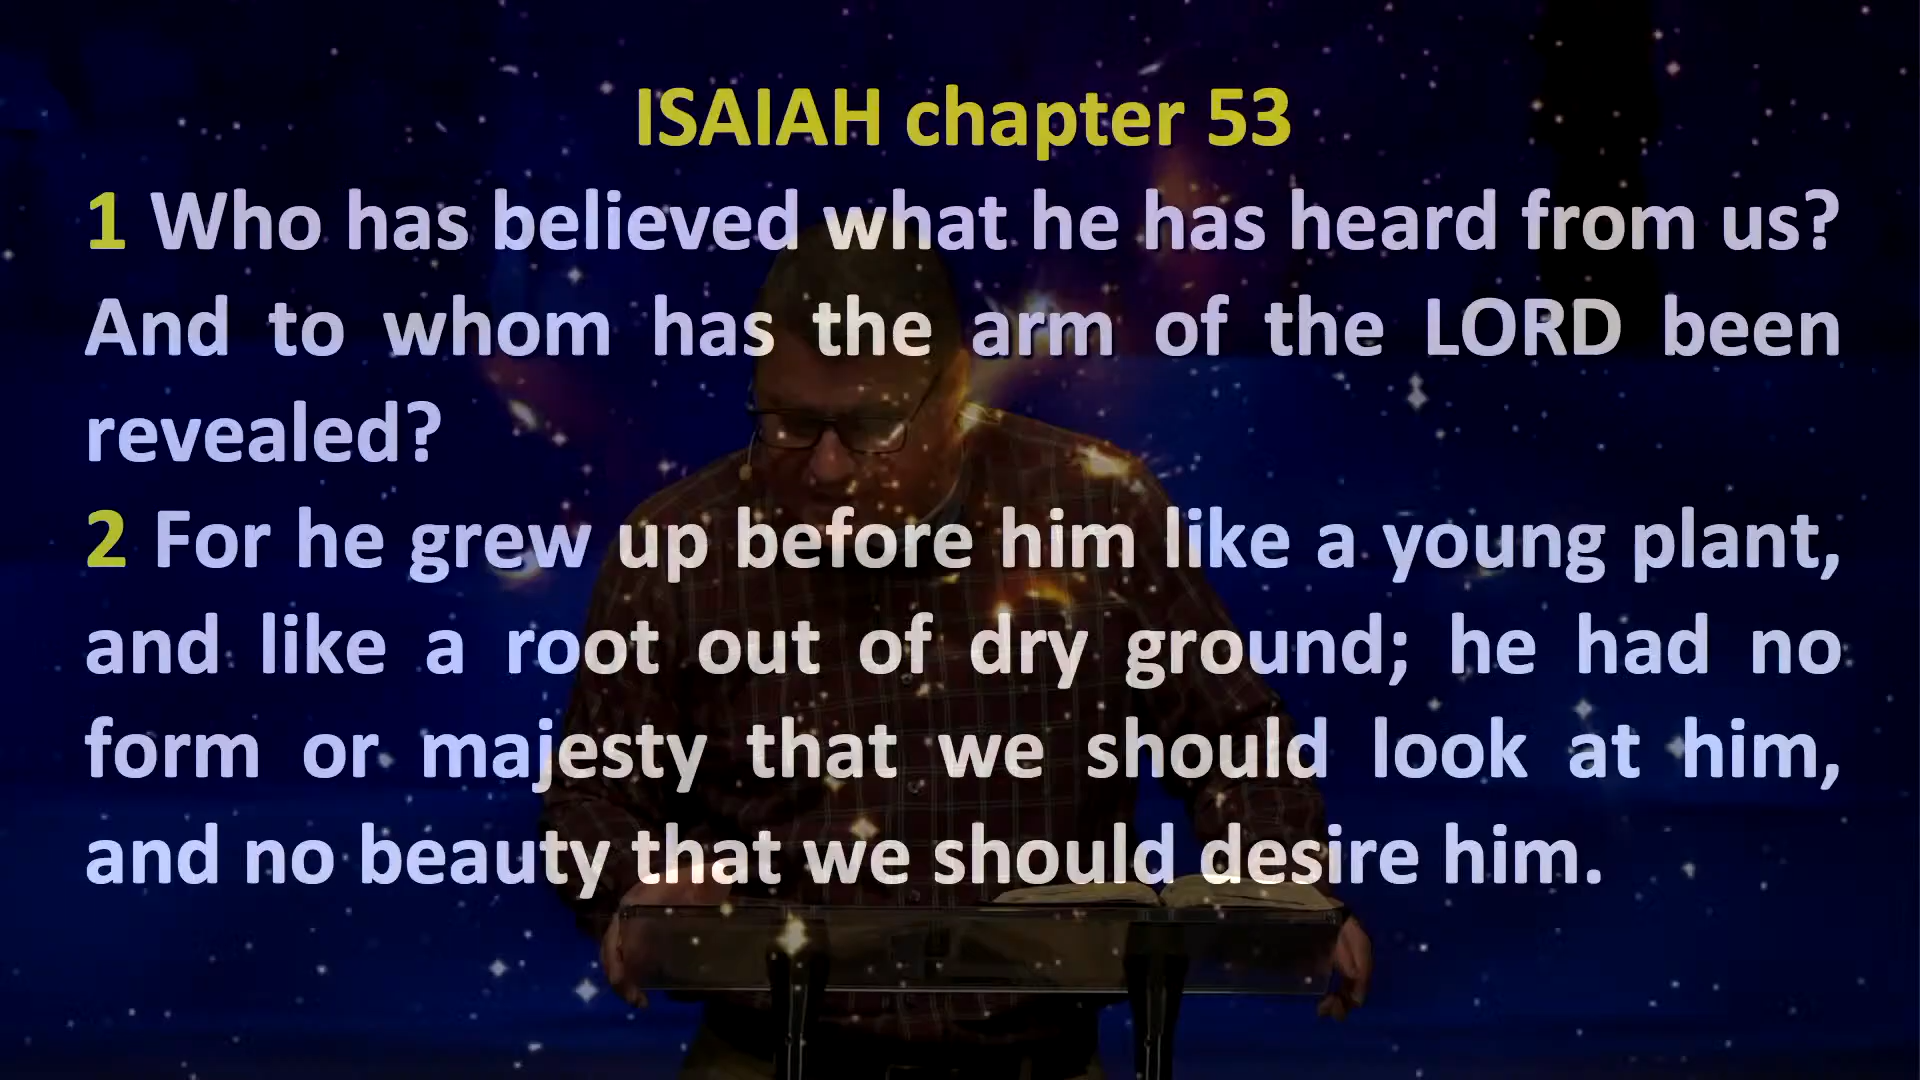 ISAIAH chapter 53
1 Who has believed what he has heard from us?
And to whom has the arm of the LORD been
revealed?
2 For he grew up before him like a young plant,
and like a root out of dry ground; he had no
form or majesty that we should look at him,
and no beauty that we should desire him.